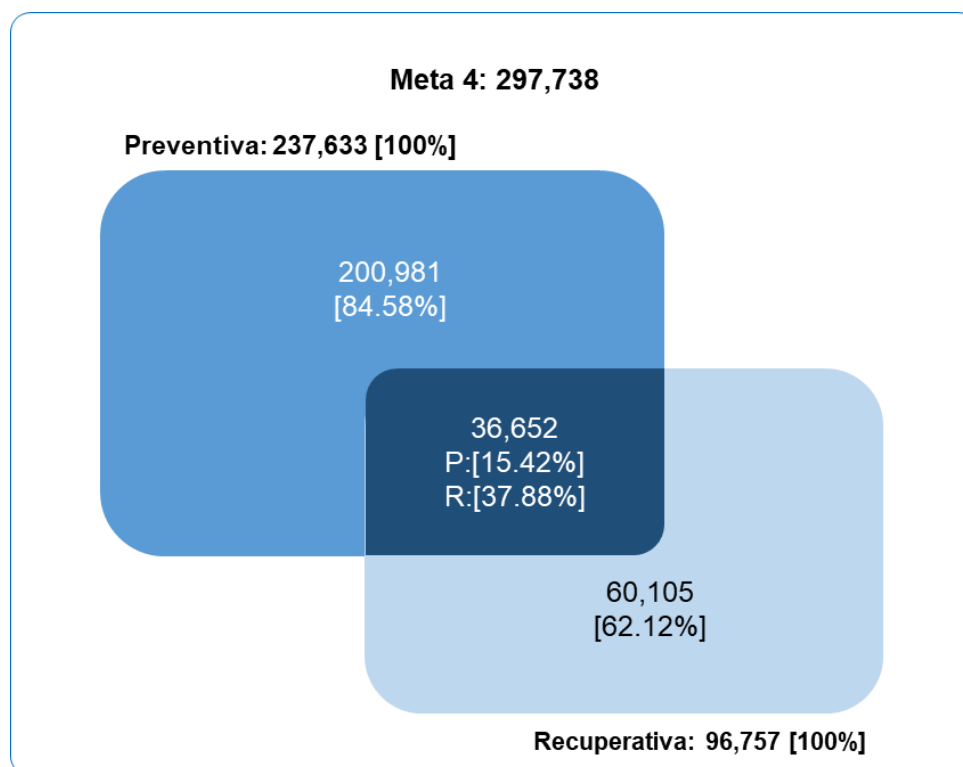 Meta 4: 297,738
Preventiva: 237,633 [100%]
200,981
[84.58%]
36,652
P:[15.42%]
R:[37.88%]
60,105
[62.12%]
Recuperativa: 96,757 [100%]